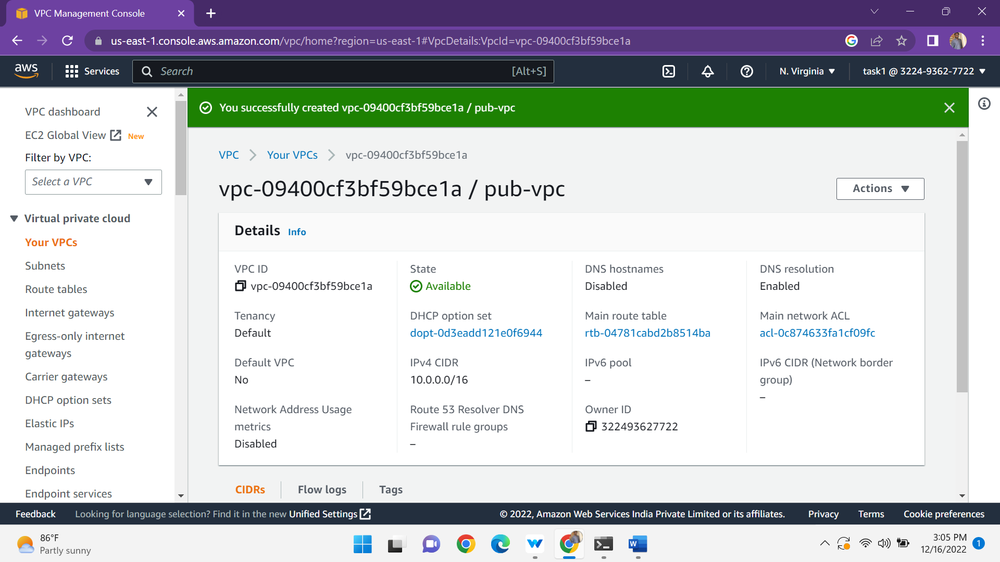 VPC Management Console
us-east-1.console.aws.amazon.com/vpc/home?region=us-east-1#VpcDetails:VpcId=vpc-09400cf3bf59bce1a
aws
Services
Search
[Alt+S]
N. Virginia
task1 @ 3224-9362-7722
VPC dashboard
EC2 Global View
New
Filter by VPC:
Select a VPC
Virtual private cloud
Your VPCs
Subnets
Route tables
Internet gateways
Egress-only internet
gateways
Carrier gateways
DHCP option sets
Elastic IPs
Managed prefix lists
Endpoints
Endpoint services
You successfully created vpc-09400cf3bf59bce1a / pub-vpc
VPC
Your VPCs
vpc-09400cf3bf59bce1a
vpc-09400cf3bf59bce1a / pub-vpc
Actions
Details
Info
VPC ID
vpc-09400cf3bf59bce1a
State
Available
DNS hostnames
Disabled
DNS resolution
Enabled
Tenancy
Default
DHCP option set
dopt-0d3eadd121e0f6944
Main route table
rtb-04781cabd2b8514ba
Main network ACL
acl-0c874633fa1cf09fc
Default VPC
No
IPv4 CIDR
10.0.0.0/16
IPv6 pool
–
IPv6 CIDR (Network border
group)
–
Network Address Usage
metrics
Disabled
Route 53 Resolver DNS
Firewall rule groups
–
Owner ID
322493627722
CIDRs
Flow logs
Tags
Feedback
Looking for language selection? Find it in the new Unified Settings
© 2022, Amazon Web Services India Private Limited or its affiliates.
Privacy
Terms
Cookie preferences
86°F
Partly sunny
W
3:05 PM
12/16/2022
1